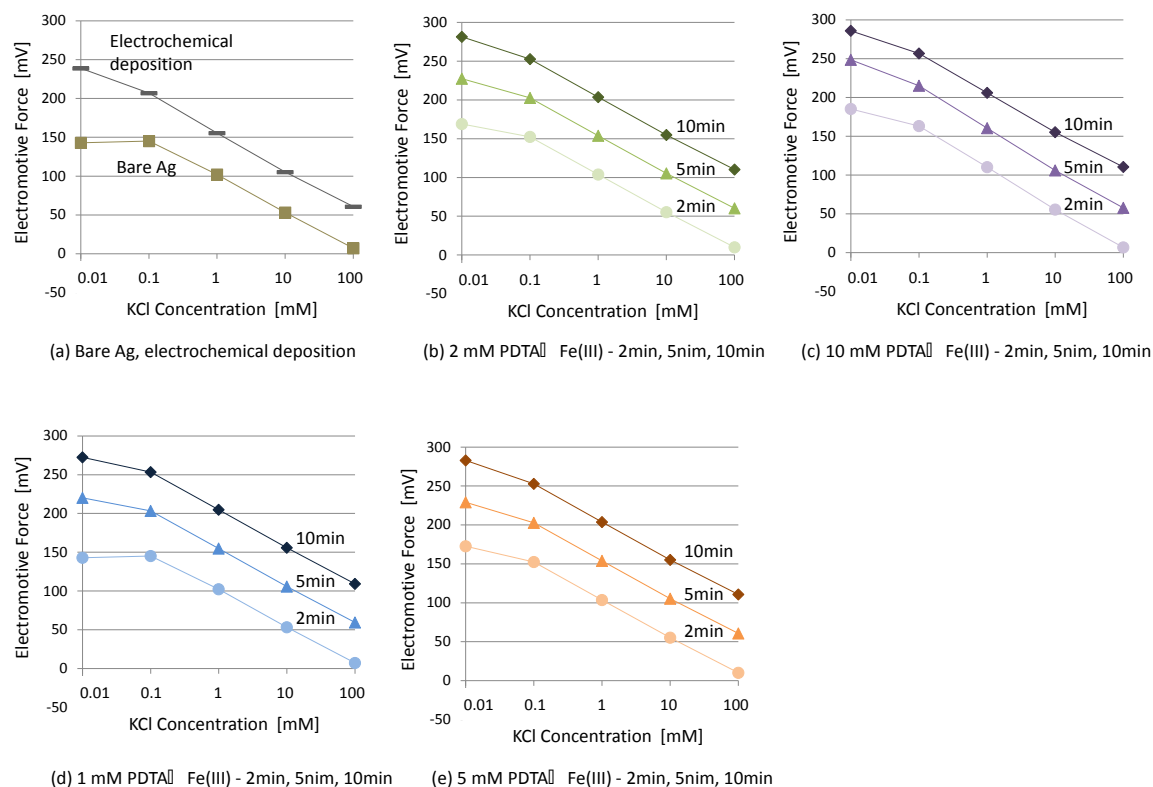 Electromotive Force [mV]
300
250
200
150
100
50
0
-50
Electrochemical
deposition
Bare Ag
0.01 0.1 1 10 100
KCl Concentration [mM]
(a) Bare Ag, electrochemical deposition
Electromotive Force [mV]
300
250
200
150
100
50
0
-50
10min
5min
2min
0.01 0.1 1 10 100
KCl Concentration [mM]
(b) 2 mM PDTA▯ Fe(III) - 2min, 5nim, 10min
Electromotive Force [mV]
300
250
200
150
100
50
0
-50
10min
5min
2min
0.01 0.1 1 10 100
KCl Concentration [mM]
(c) 10 mM PDTA▯ Fe(III) - 2min, 5nim, 10min
Electromotive Force [mV]
300
250
200
150
100
50
0
-50
10min
5min
2min
0.01 0.1 1 10 100
KCl Concentration [mM]
(d) 1 mM PDTA▯ Fe(III) - 2min, 5nim, 10min
Electromotive Force [mV]
300
250
200
150
100
50
0
-50
10min
5min
2min
0.01 0.1 1 10 100
KCl Concentration [mM]
(e) 5 mM PDTA▯ Fe(III) - 2min, 5nim, 10min